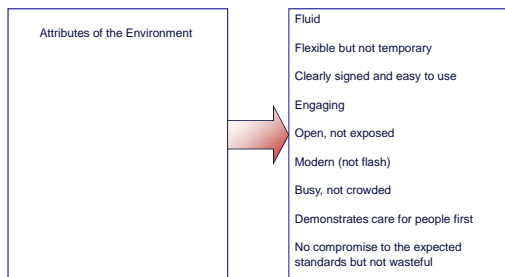 Attributes of the Environment
Fluid
Flexible but not temporary
Clearly signed and easy to use
Engaging
Open, not exposed
Modern (not flash)
Busy, not crowded
Demonstrates care for people first
No compromise to the expected
standards but not wasteful